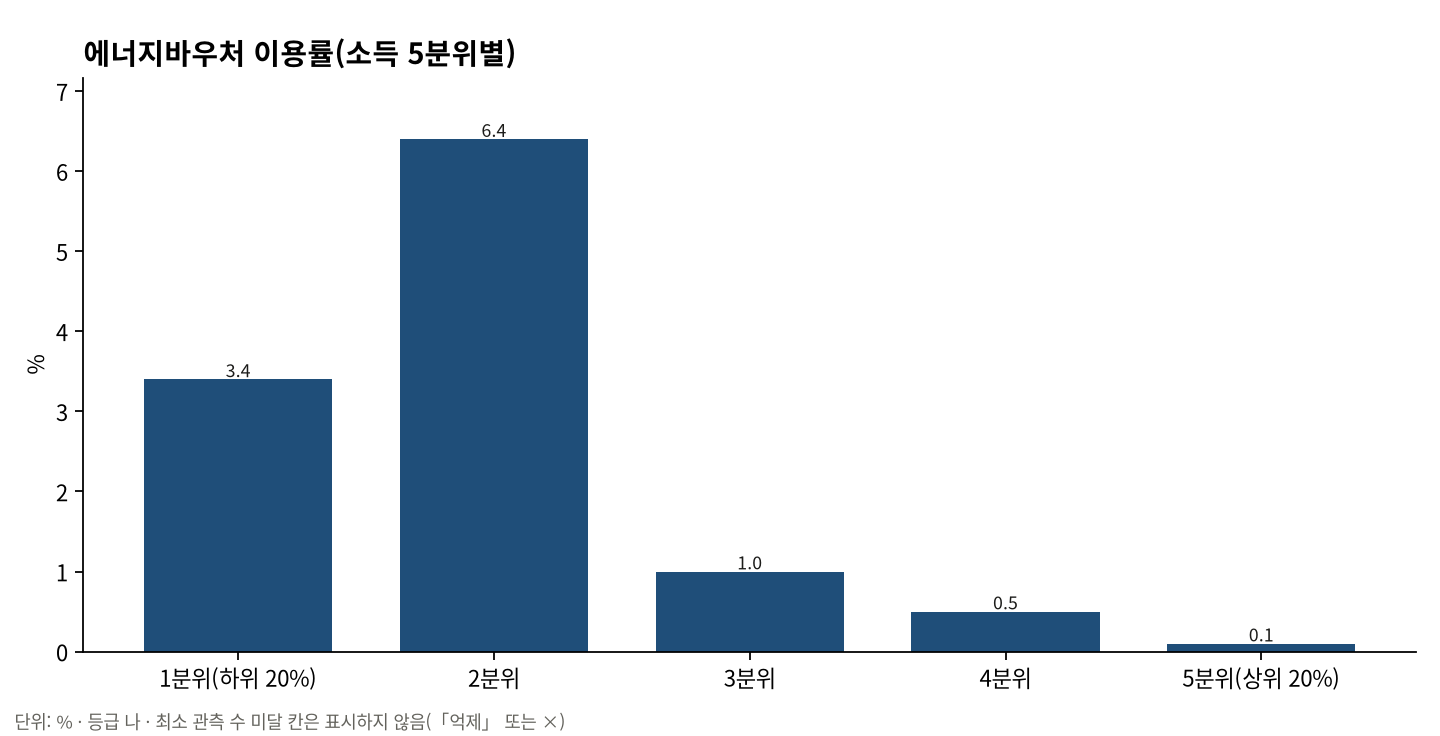 에너지바우처 이용률(소득 5분위별)
7
6
5
4
3
2
1
0
%
3.4
6.4
1.0
0.5
0.1
1분위(하위 20%)
2분위
3분위
4분위
5분위(상위 20%)
단위: % · 등급 나 · 최소 관측 수 미달 칸은 표시하지 않음(「억제」 또는 ×)